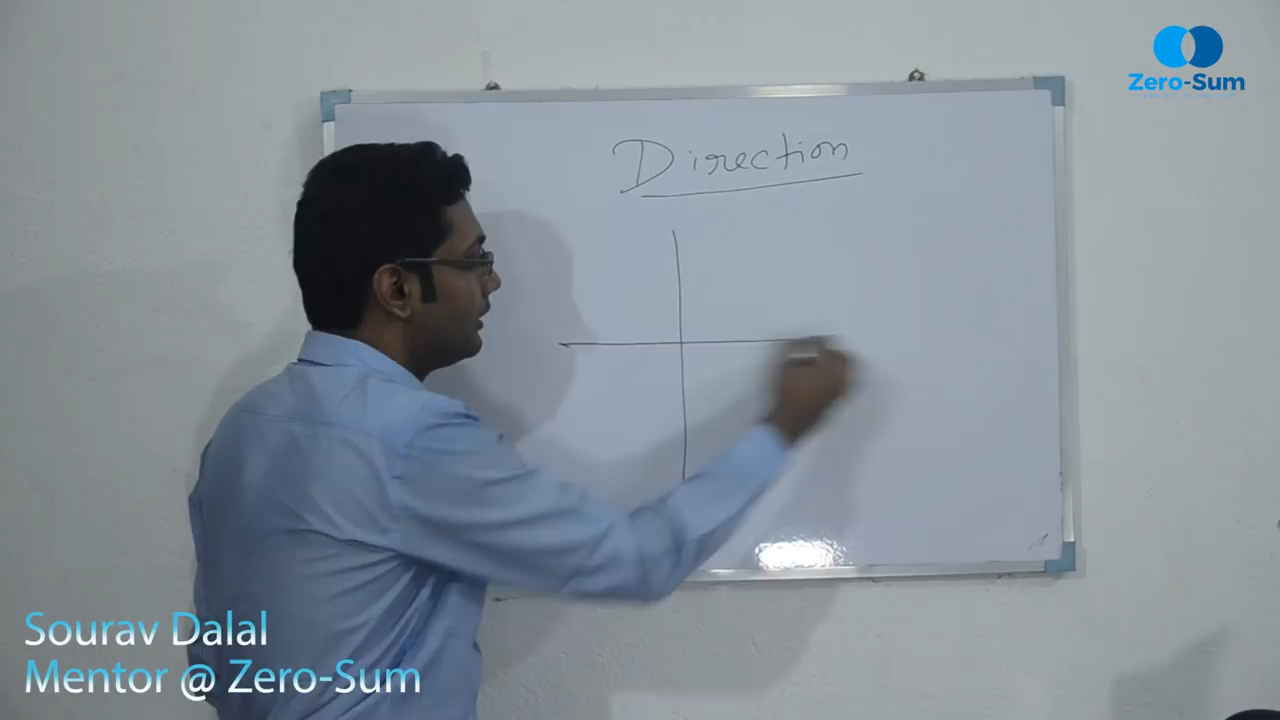 Zero-Sum
Direction
Sourav Dalal
Mentor @ Zero-Sum